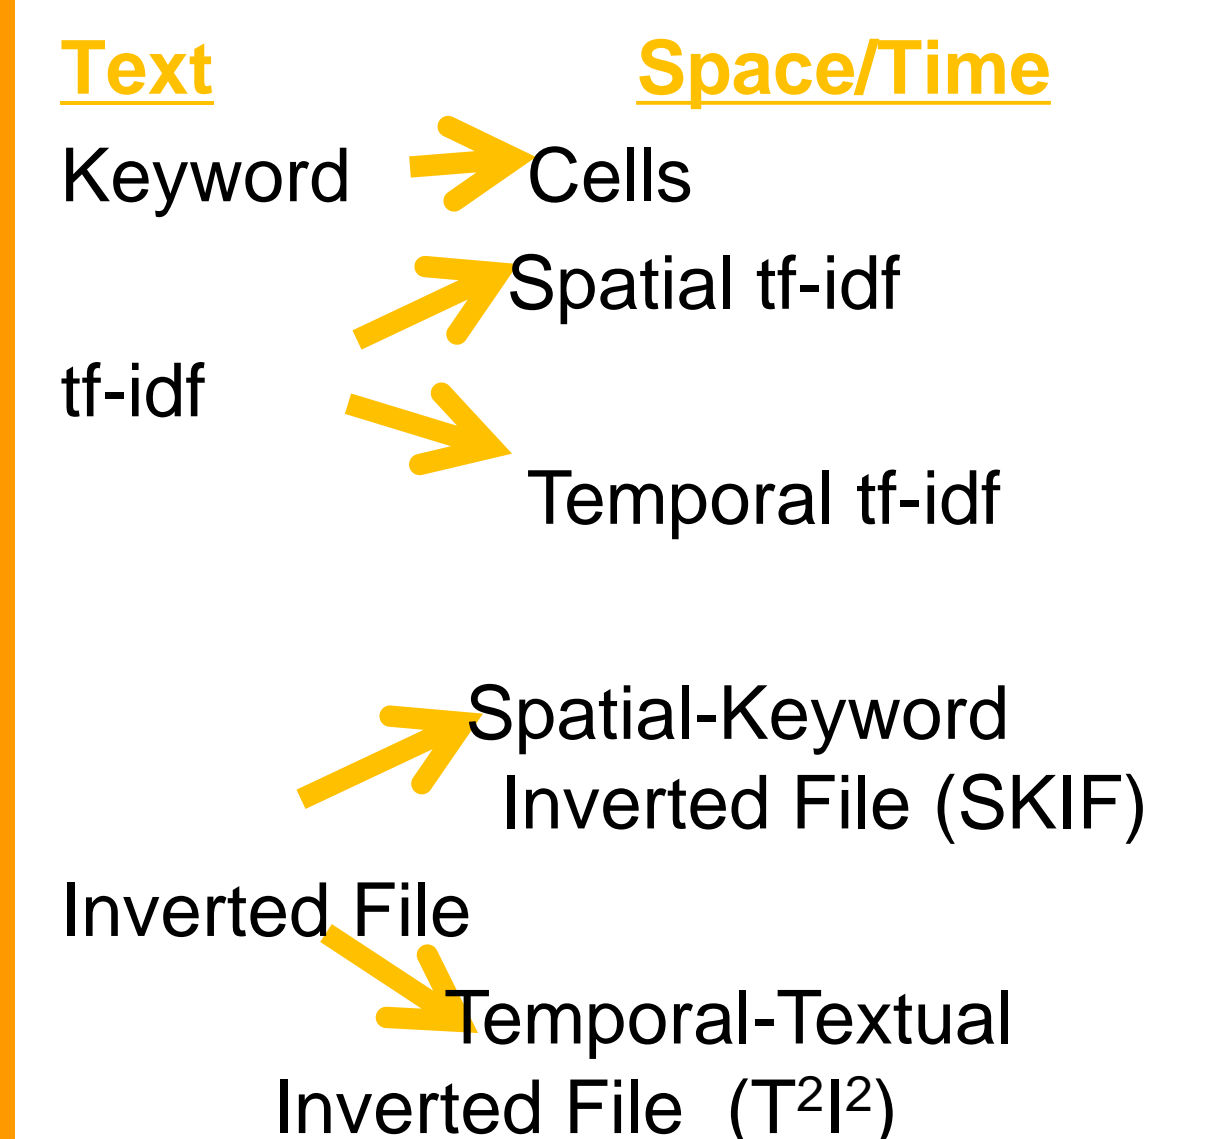 Text Space/Time
Keyword Cells
Spatial tf-idf
tf-idf
Temporal tf-idf
Spatial-Keyword
Inverted File (SKIF)
Inverted File
Temporal-Textual
Inverted File (T²I²)